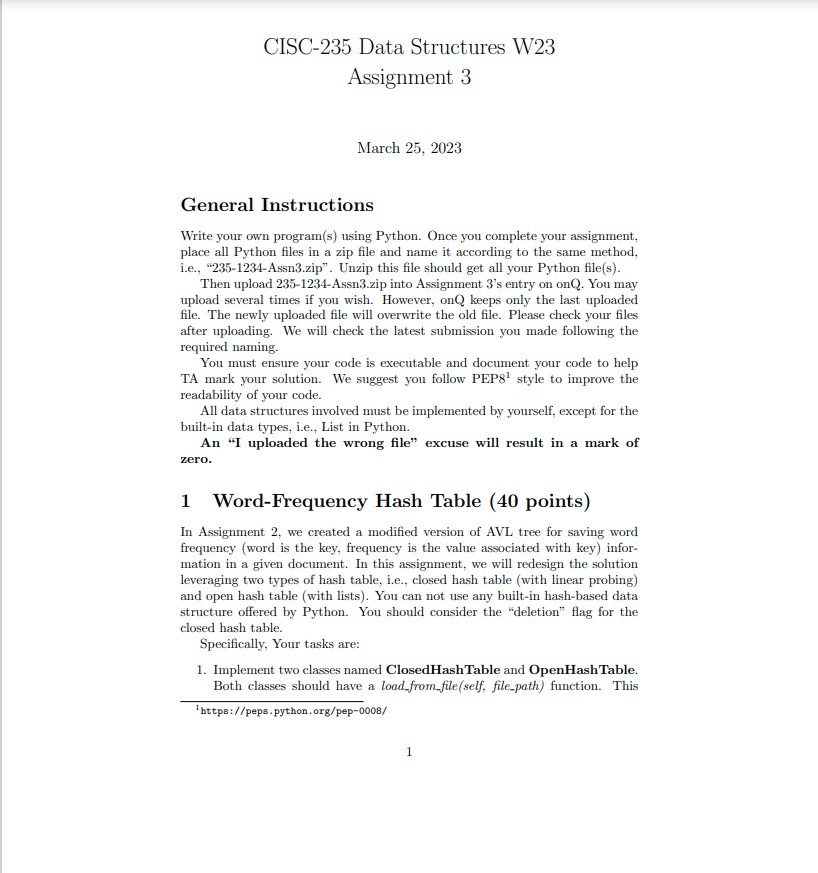 CISC-235 Data Structures W23
Assignment 3
March 25, 2023
General Instructions
Write your own program(s) using Python. Once you complete your assignment,
place all Python files in a zip file and name it according to the same method,
i.e., “235-1234-Assn3.zip”. Unzip this file should get all your Python file(s).
Then upload 235-1234-Assn3.zip into Assignment 3’s entry on onQ. You may
upload several times if you wish. However, onQ keeps only the last uploaded
file. The newly uploaded file will overwrite the old file. Please check your files
after uploading. We will check the latest submission you made following the
required naming.
You must ensure your code is executable and document your code to help
TA mark your solution. We suggest you follow PEP8¹ style to improve the
readability of your code.
All data structures involved must be implemented by yourself, except for the
built-in data types, i.e., List in Python.
An “I uploaded the wrong file” excuse will result in a mark of
zero.
1 Word-Frequency Hash Table (40 points)
In Assignment 2, we created a modified version of AVL tree for saving word
frequency (word is the key, frequency is the value associated with key) infor-
mation in a given document. In this assignment, we will redesign the solution
leveraging two types of hash table, i.e., closed hash table (with linear probing)
and open hash table (with lists). You can not use any built-in hash-based data
structure offered by Python. You should consider the “deletion” flag for the
closed hash table.
Specifically, Your tasks are:
1. Implement two classes named ClosedHashTable and OpenHashTable.
Both classes should have a load_from_file(self, file_path) function. This
¹https://peps.python.org/pep-0008/
1